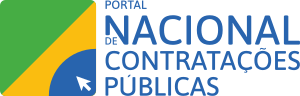 PORTAL
NACIONAL
DE CONTRATAÇÕES
PÚBLICAS